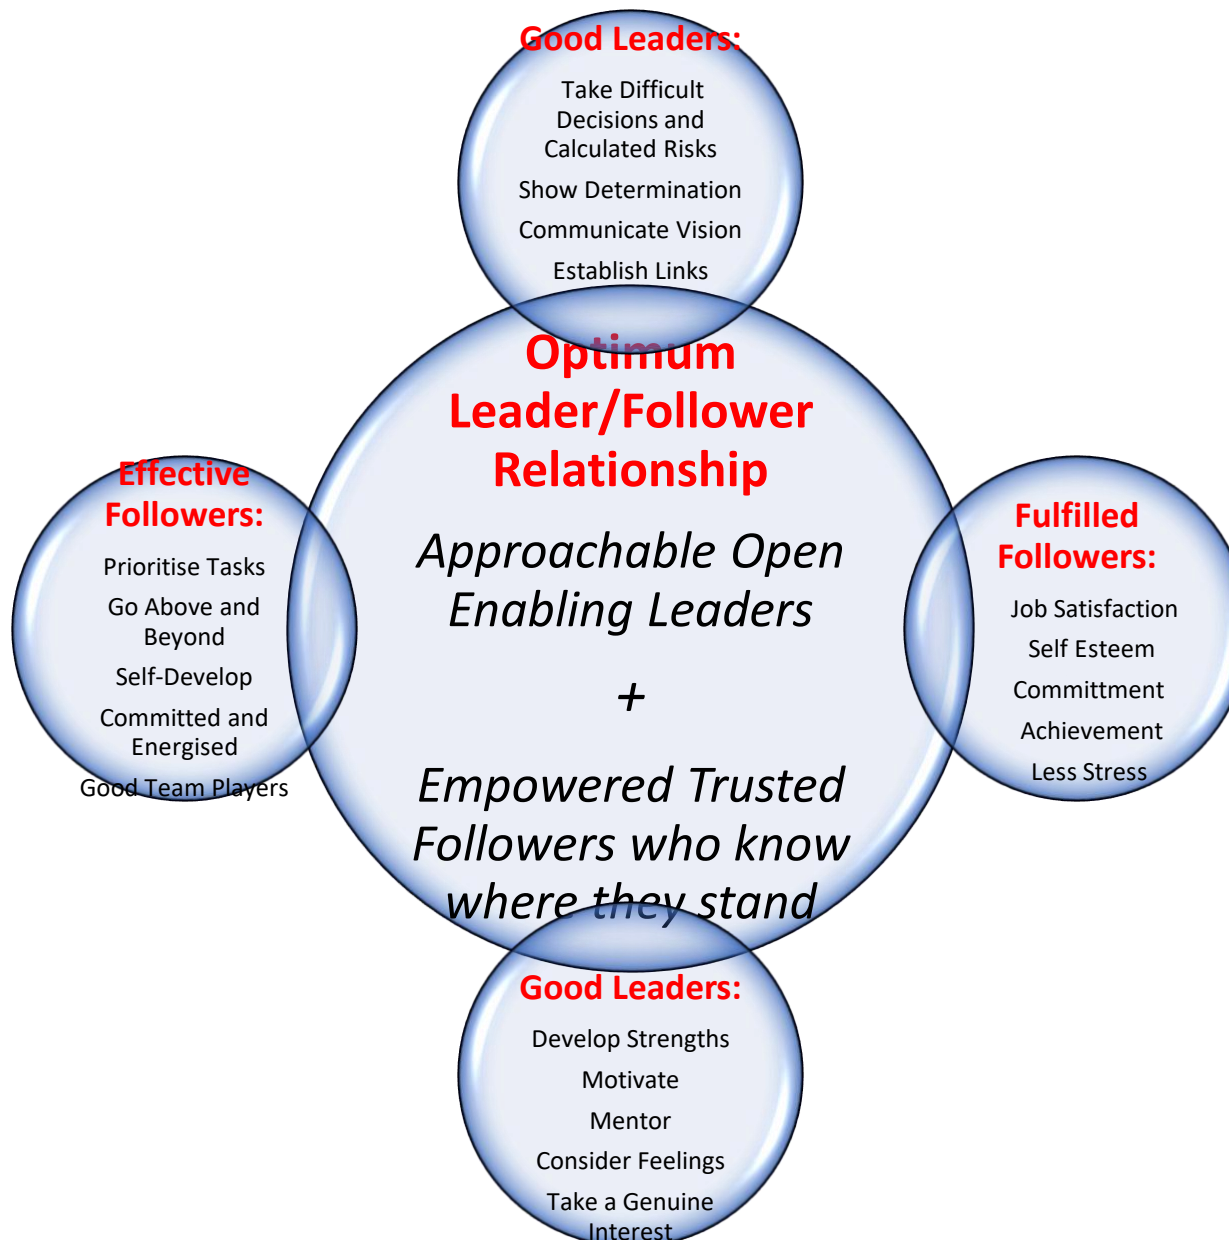 Good Leaders:
Take Difficult
Decisions and
Calculated Risks
Show Determination
Communicate Vision
Establish Links
Optimum
Leader/Follower
Relationship
Approachable Open
Enabling Leaders
+
Empowered Trusted
Followers who know
where they stand
Effective
Followers:
Prioritise Tasks
Go Above and
Beyond
Self-Develop
Committed and
Energised
Good Team Players
Fulfilled
Followers:
Job Satisfaction
Self Esteem
Committment
Achievement
Less Stress
Good Leaders:
Develop Strengths
Motivate
Mentor
Consider Feelings
Take a Genuine
Interest